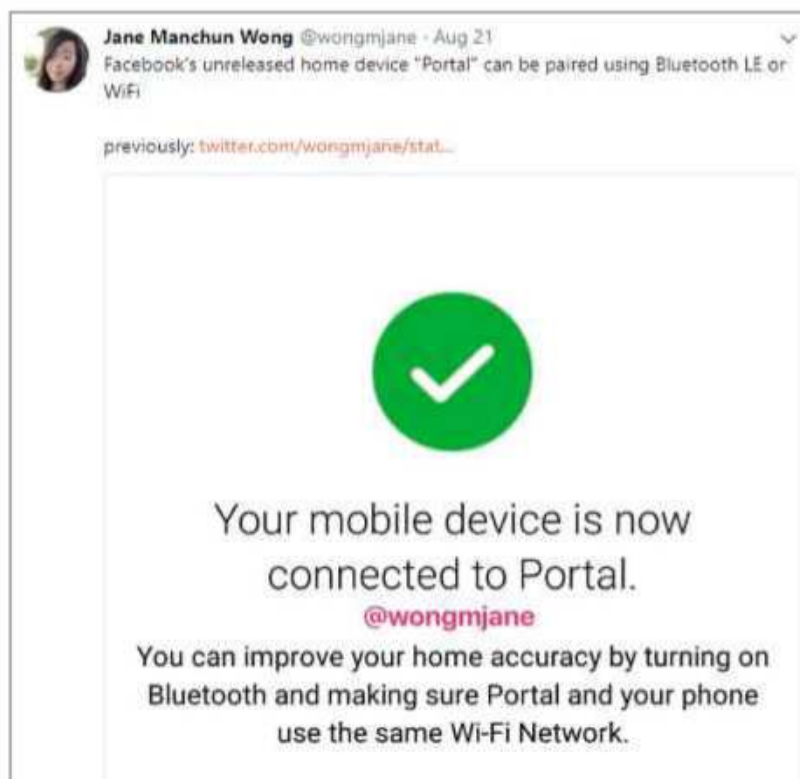 Jane Manchun Wong @wongmjane · Aug 21
Facebook's unreleased home device "Portal" can be paired using Bluetooth LE or
WiFi
previously: twitter.com/wongmjane/stat...
Your mobile device is now
connected to Portal.
@wongmjane
You can improve your home accuracy by turning on
Bluetooth and making sure Portal and your phone
use the same Wi-Fi Network.